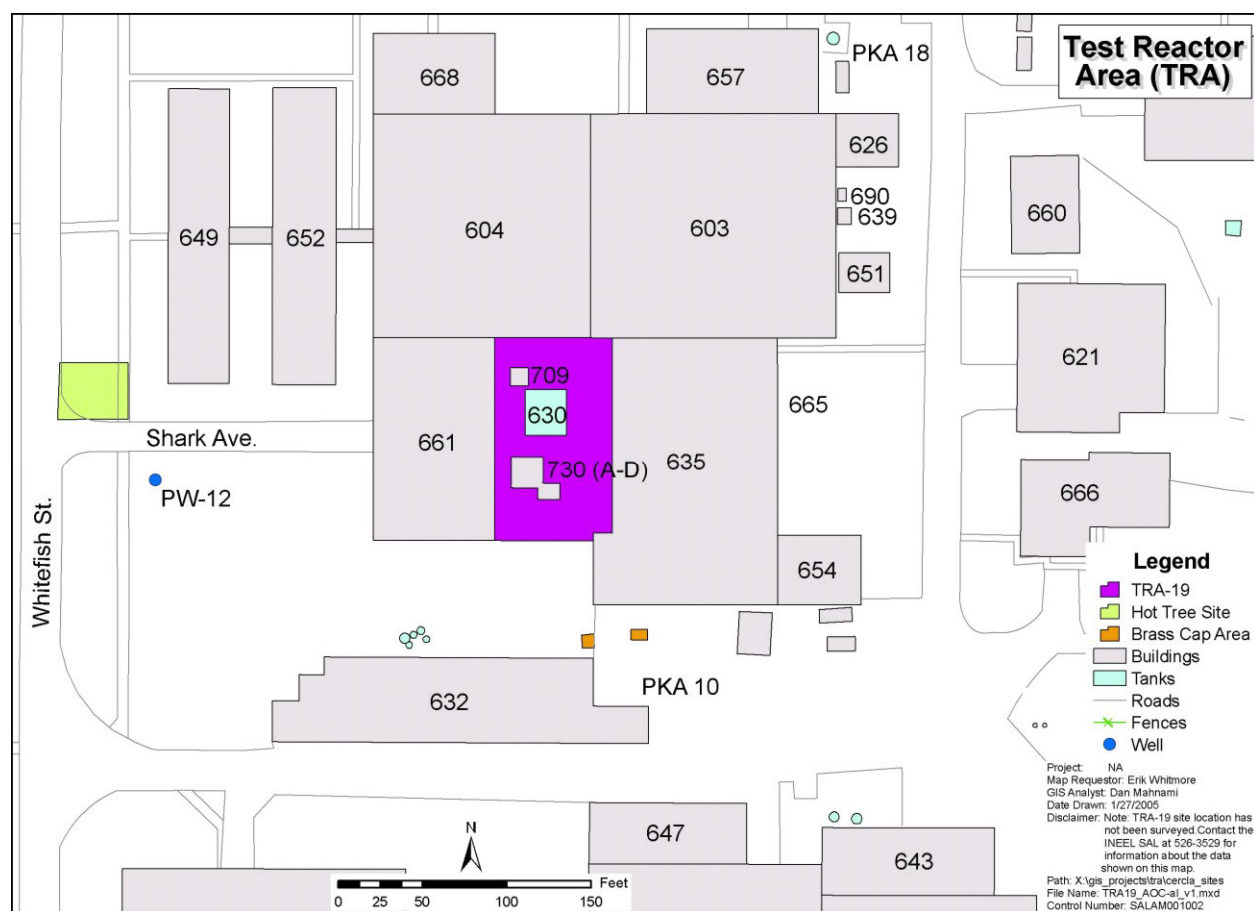 Test Reactor
Area (TRA)
PKA 18
668
657
626
690
639
649
652
604
603
660
651
709
630
665
621
Shark Ave.
661
730 (A-D)
635
PW-12
666
Whitefish St.
654
PKA 10
632
647
643
N
0 25 50 100 150
Feet
Legend
TRA-19
Hot Tree Site
Brass Cap Area
Buildings
Tanks
Roads
Fences
Well
Project: NA
Map Requestor: Erik Whitmore
GIS Analyst: Dan Mahnami
Date Drawn: 1/27/2005
Disclaimer: Note: TRA-19 site location has
not been surveyed.Contact the
INEEL SAL at 526-3529 for
information about the data
shown on this map.
Path: X:\gis_projects\tra\cercla_sites
File Name: TRA19_AOC-al_v1.mxd
Control Number: SALAM001002